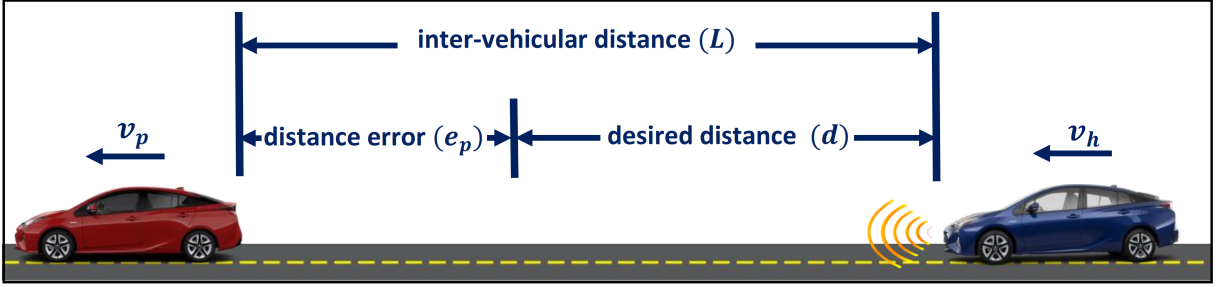 inter-vehicular distance (L)
v_p
distance error (e_p)
desired distance (d)
v_h